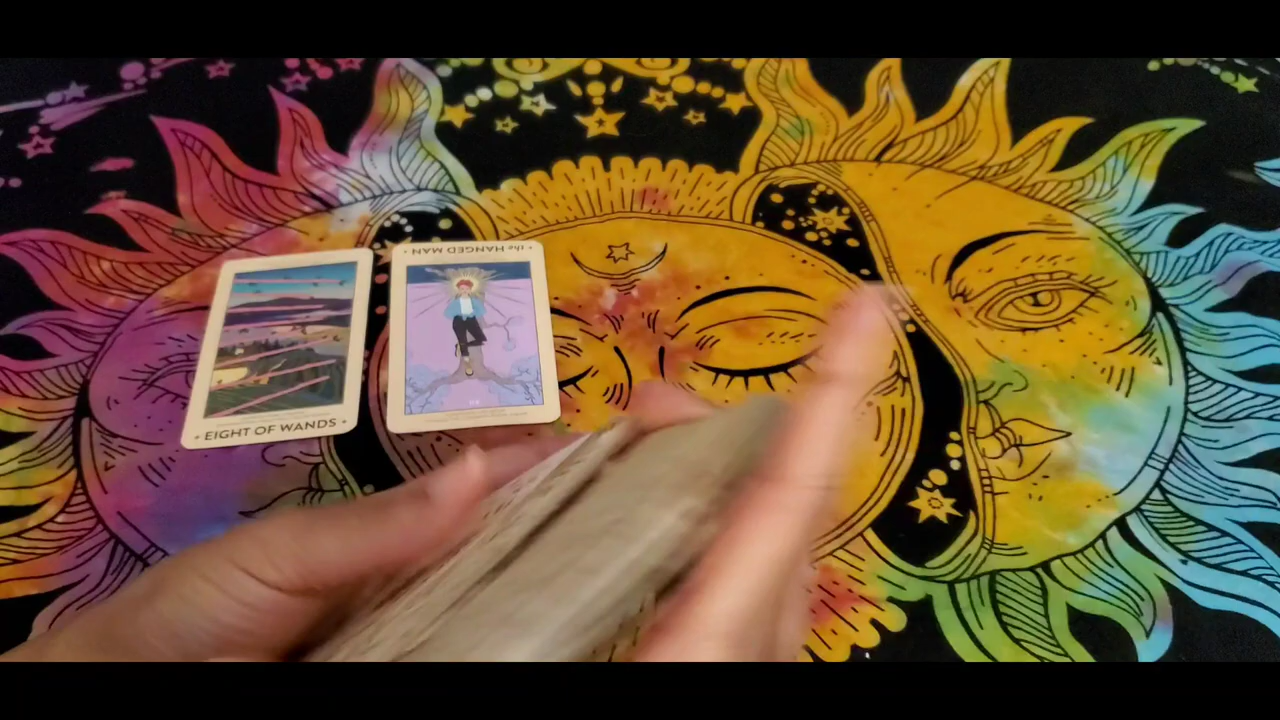 • EIGHT OF WANDS •
• the HANGED MAN •